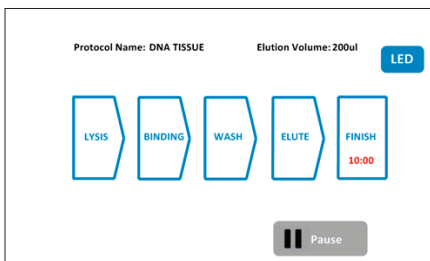 Protocol Name: DNA TISSUE Elution Volume: 200ul
LED
LYSIS BINDING WASH ELUTE FINISH
10:00
Pause